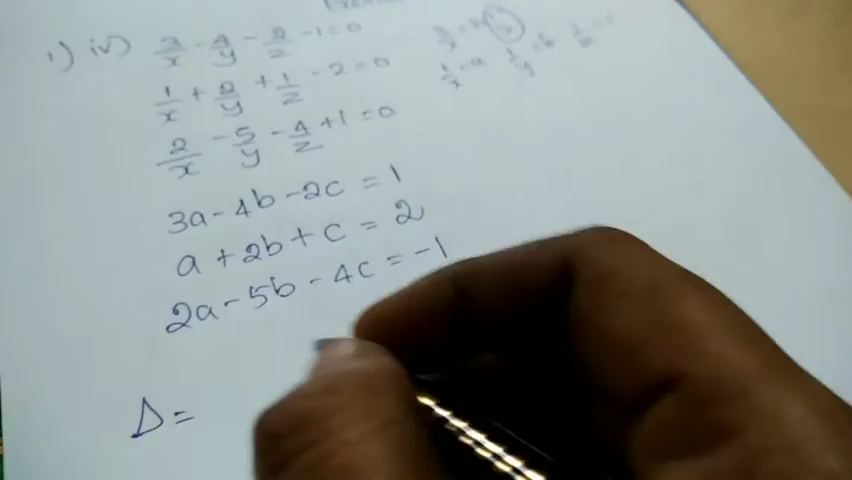 1) iv) 3/x - 4/y - 2/z - 1 = 0
1/x + 2/y + 1/z - 2 = 0
2/x - 5/y - 4/z + 1 = 0
1/x = a 1/y = b
3a - 4b - 2c = 1
a + 2b + c = 2
2a - 5b - 4c = -1
Δ =